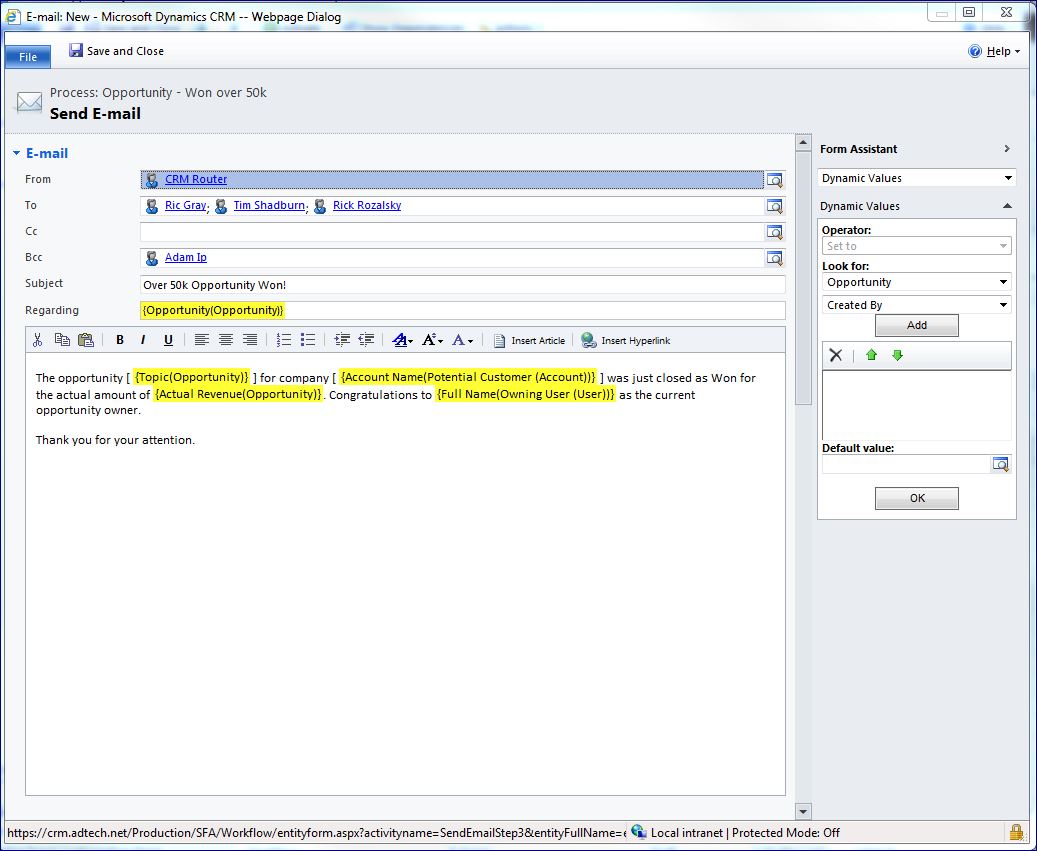 E-mail: New - Microsoft Dynamics CRM -- Webpage Dialog
File
Save and Close
Help
Process: Opportunity - Won over 50k
Send E-mail
E-mail
From CRM Router
To Ric Gray; Tim Shadburn; Rick Rozalsky
Cc
Bcc Adam Ip
Subject Over 50k Opportunity Won!
Regarding {Opportunity(Opportunity)}
B I U A A A Insert Article Insert Hyperlink
The opportunity [ {Topic(Opportunity)} ] for company [ {Account Name(Potential Customer (Account))} ] was just closed as Won for
the actual amount of {Actual Revenue(Opportunity)}. Congratulations to {Full Name(Owning User (User))} as the current
opportunity owner.
Thank you for your attention.
Form Assistant
Dynamic Values
Dynamic Values
Operator:
Set to
Look for:
Opportunity
Created By
Add
Default value:
OK
https://crm.adtech.net/Production/SFA/Workflow/entityform.aspx?activityname=SendEmailStep3&entityFullName=e
Local intranet | Protected Mode: Off